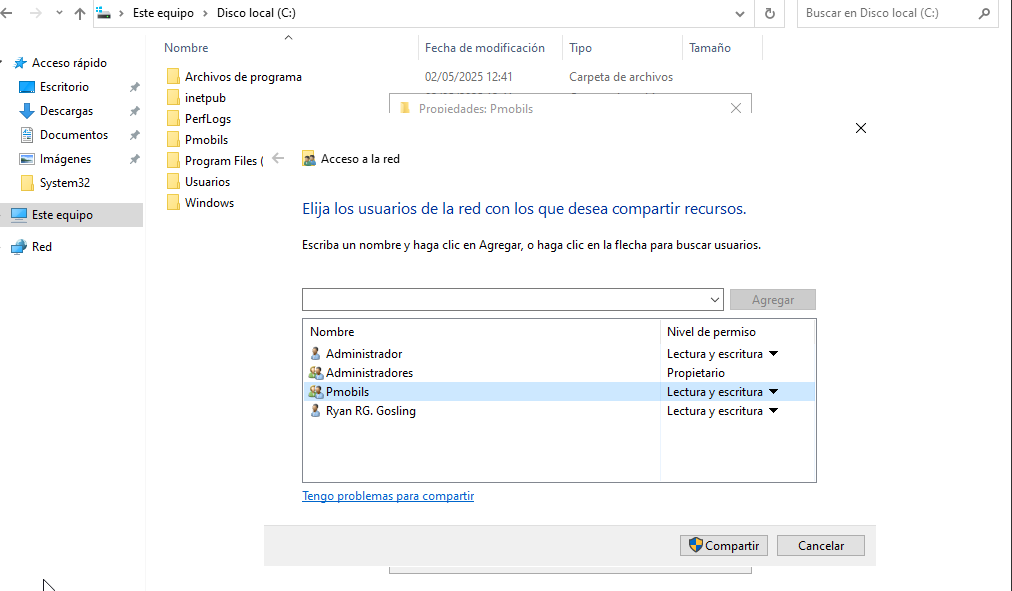 Este equipo > Disco local (C:)
Buscar en Disco local (C:)
Acceso rápido
Escritorio
Descargas
Documentos
Imágenes
System32
Este equipo
Red
Nombre Fecha de modificación Tipo Tamaño
Archivos de programa 02/05/2025 12:41 Carpeta de archivos
inetpub
PerfLogs
Pmobils
Program Files (
Usuarios
Windows
Propiedades: Pmobils
Acceso a la red
Elija los usuarios de la red con los que desea compartir recursos.
Escriba un nombre y haga clic en Agregar, o haga clic en la flecha para buscar usuarios.
Agregar
Nombre Nivel de permiso
Administrador Lectura y escritura
Administradores Propietario
Pmobils Lectura y escritura
Ryan RG. Gosling Lectura y escritura
Tengo problemas para compartir
Compartir Cancelar